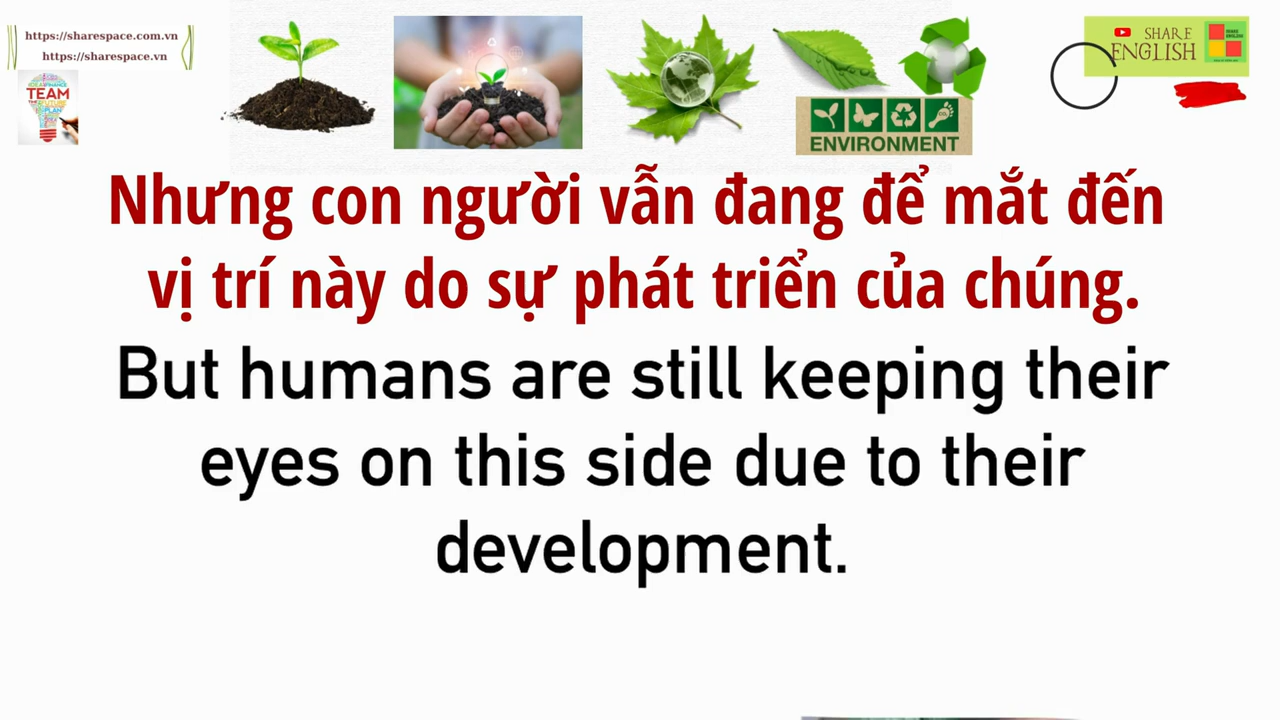 https://sharespace.com.vn
https://sharespace.vn
TEAM
PLAN
SHARE
ENGLISH
ENVIRONMENT
Nhưng con người vẫn đang để mắt đến
vị trí này do sự phát triển của chúng.
But humans are still keeping their
eyes on this side due to their
development.